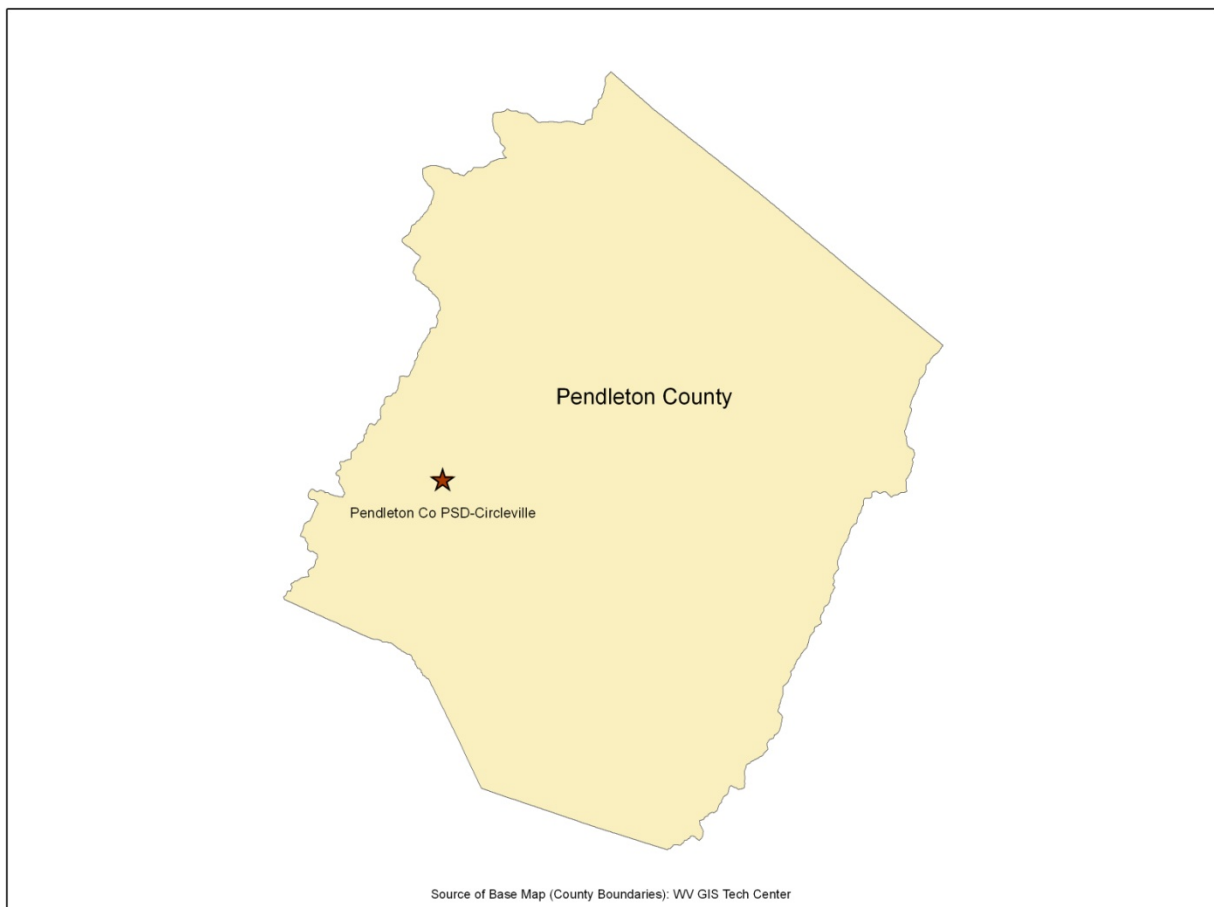 Pendleton County
Pendleton Co PSD-Circleville
Source of Base Map (County Boundaries): WV GIS Tech Center